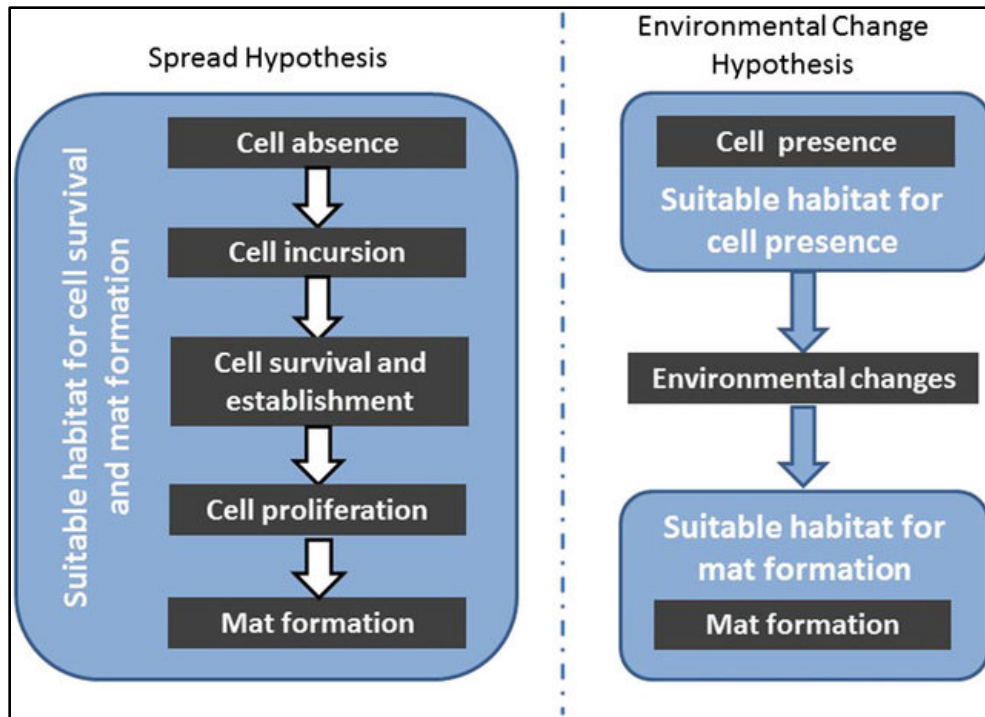 Spread Hypothesis
Suitable habitat for cell survival
and mat formation
Cell absence
Cell incursion
Cell survival and
establishment
Cell proliferation
Mat formation
Environmental Change
Hypothesis
Cell presence
Suitable habitat for
cell presence
Environmental changes
Suitable habitat for
mat formation
Mat formation